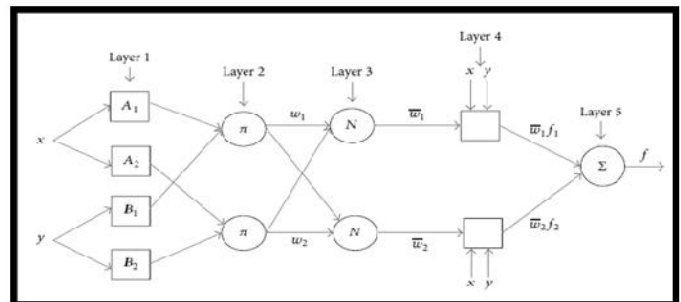 Layer 1
Layer 2
Layer 3
Layer 4
Layer 5
x
y
A₁
A₂
B₁
B₂
π
π
w₁
w₂
N
N
w̅₁
w̅₂
x y
x y
w̅₁f₁
w̅₂f₂
Σ
f